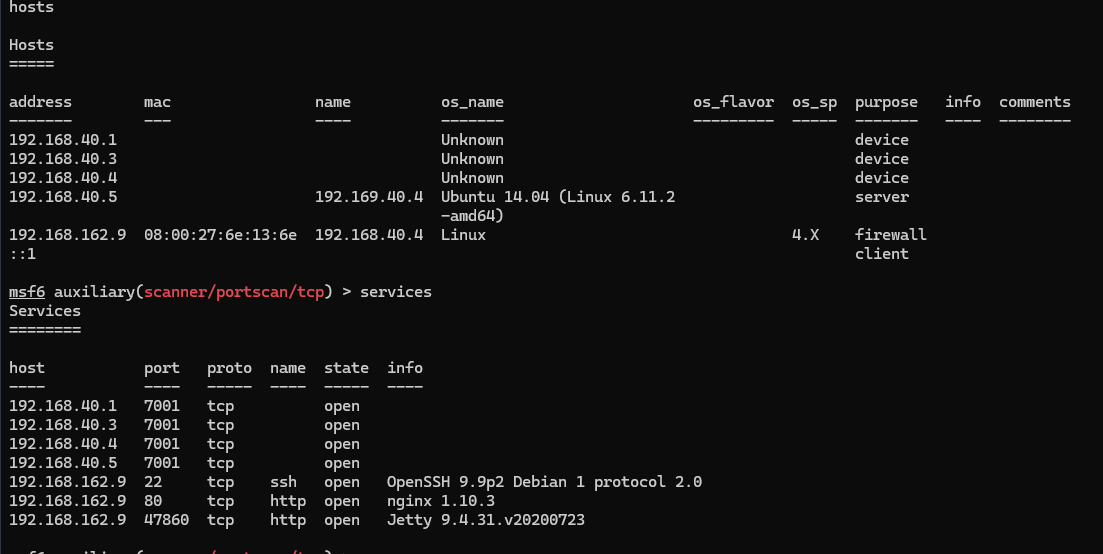 hosts
Hosts
=====
address mac name os_name os_flavor os_sp purpose info comments
------- --- ---- ------- --------- ----- ------- ---- --------
192.168.40.1 Unknown device
192.168.40.3 Unknown device
192.168.40.4 Unknown device
192.168.40.5 192.169.40.4 Ubuntu 14.04 (Linux 6.11.2 server
-amd64)
192.168.162.9 08:00:27:6e:13:6e 192.168.40.4 Linux 4.X firewall
::1 client
msf6 auxiliary(scanner/portscan/tcp) > services
Services
========
host port proto name state info
---- ---- ----- ---- ----- ----
192.168.40.1 7001 tcp open
192.168.40.3 7001 tcp open
192.168.40.4 7001 tcp open
192.168.40.5 7001 tcp open
192.168.162.9 22 tcp ssh open OpenSSH 9.9p2 Debian 1 protocol 2.0
192.168.162.9 80 tcp http open nginx 1.10.3
192.168.162.9 47860 tcp http open Jetty 9.4.31.v20200723